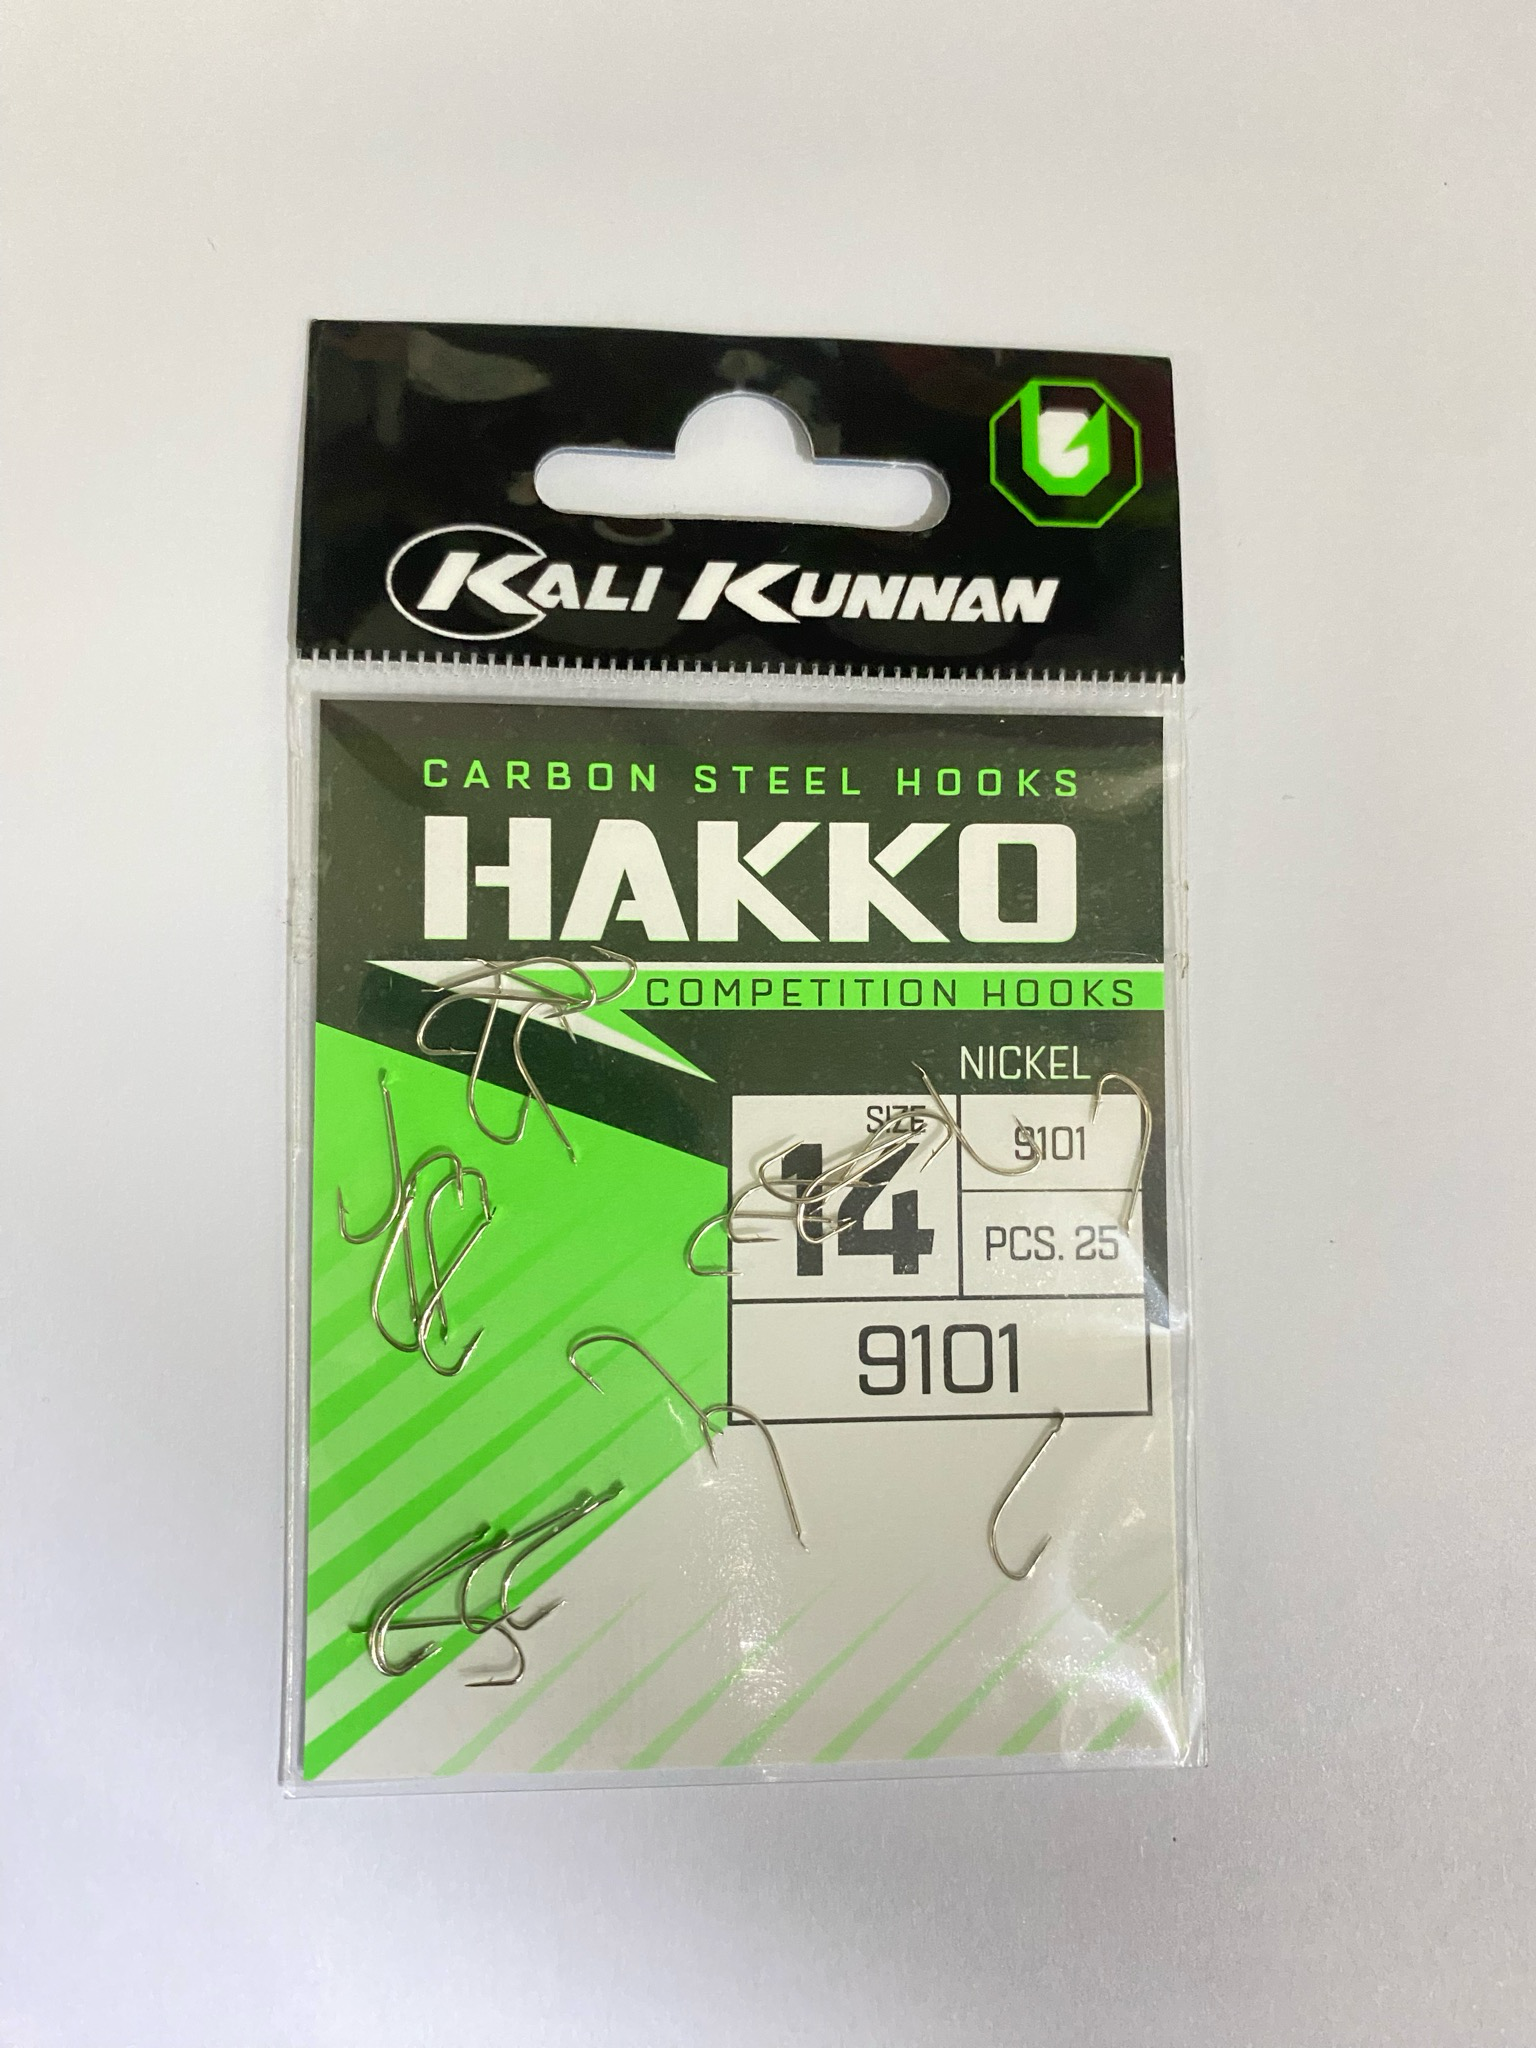 KALI KUNNAN
CARBON STEEL HOOKS
HAKKO
COMPETITION HOOKS
NICKEL
SIZE
14
9101
PCS. 25
9101